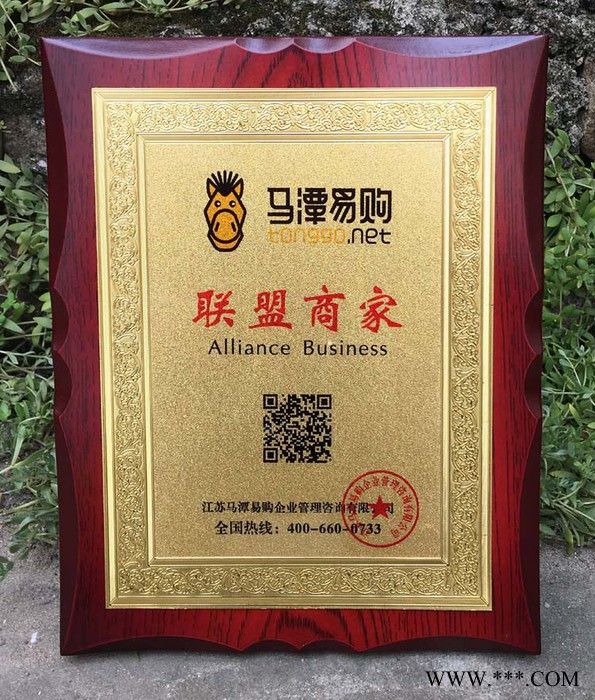 马潭易购
tanggo.net
联盟商家
Alliance Business
江苏马潭易购企业管理咨询有限公司
全国热线：400-660-0733
WWW.***.COM